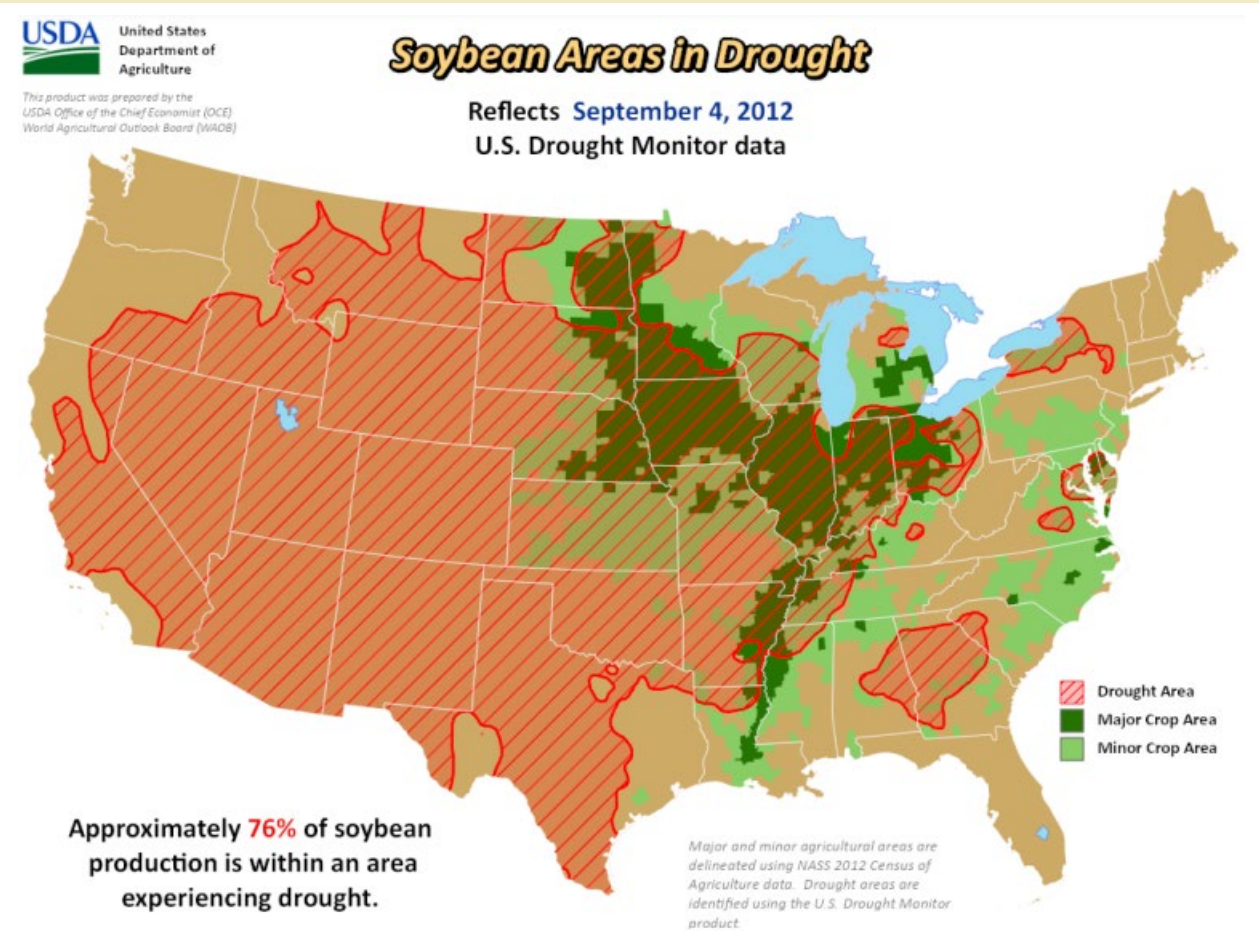 USDA
United States
Department of
Agriculture
This product was prepared by the
USDA Office of the Chief Economist (OCE)
World Agricultural Outlook Board (WAOB)
Soybean Areas in Drought
Reflects September 4, 2012
U.S. Drought Monitor data
Drought Area
Major Crop Area
Minor Crop Area
Approximately 76% of soybean
production is within an area
experiencing drought.
Major and minor agricultural areas are
delineated using NASS 2012 Census of
Agriculture data. Drought areas are
identified using the U.S. Drought Monitor
product.